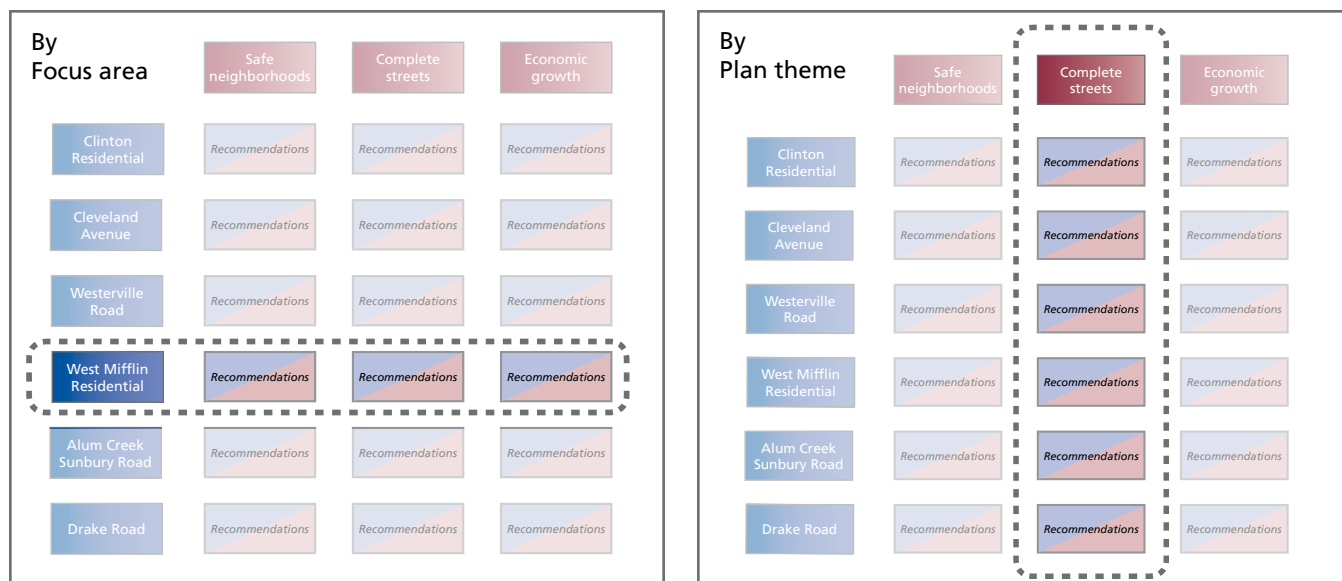 By
Focus area
Safe
neighborhoods
Complete
streets
Economic
growth
Clinton
Residential
Recommendations
Recommendations
Recommendations
Cleveland
Avenue
Recommendations
Recommendations
Recommendations
Westerville
Road
Recommendations
Recommendations
Recommendations
West Mifflin
Residential
Recommendations
Recommendations
Recommendations
Alum Creek
Sunbury Road
Recommendations
Recommendations
Recommendations
Drake Road
Recommendations
Recommendations
Recommendations
By
Plan theme
Safe
neighborhoods
Complete
streets
Economic
growth
Clinton
Residential
Recommendations
Recommendations
Recommendations
Cleveland
Avenue
Recommendations
Recommendations
Recommendations
Westerville
Road
Recommendations
Recommendations
Recommendations
West Mifflin
Residential
Recommendations
Recommendations
Recommendations
Alum Creek
Sunbury Road
Recommendations
Recommendations
Recommendations
Drake Road
Recommendations
Recommendations
Recommendations